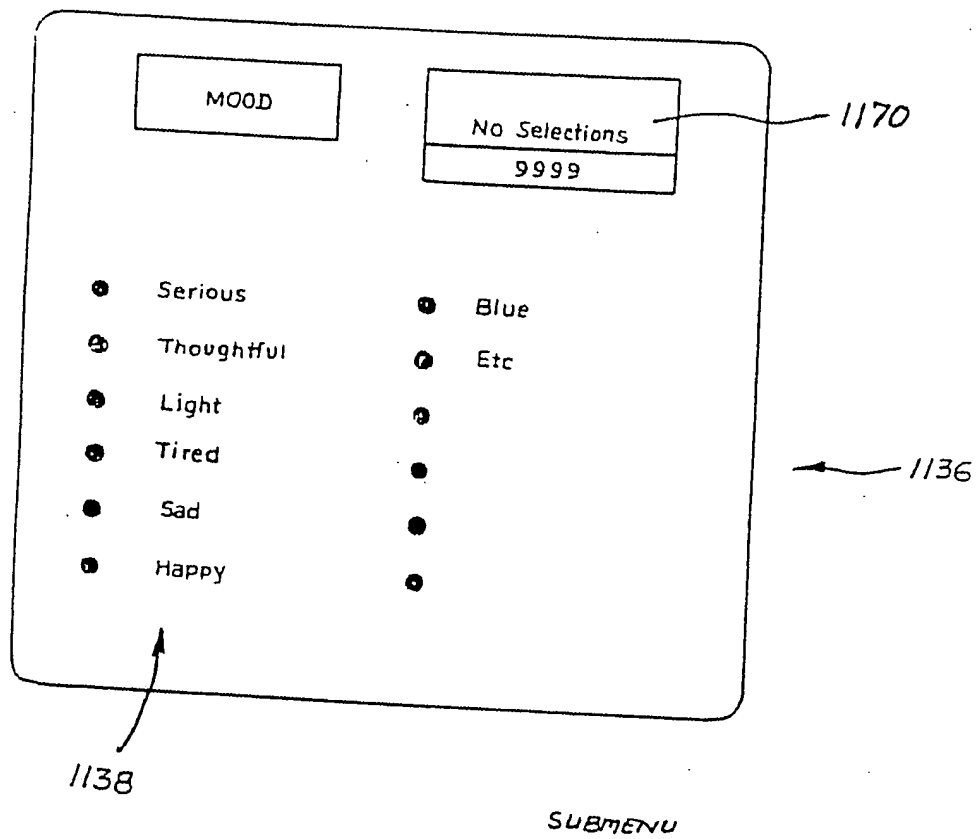 MOOD
No Selections
9999
1170
Serious
Thoughtful
Light
Tired
Sad
Happy
Blue
Etc
1136
1138
SUBMENU